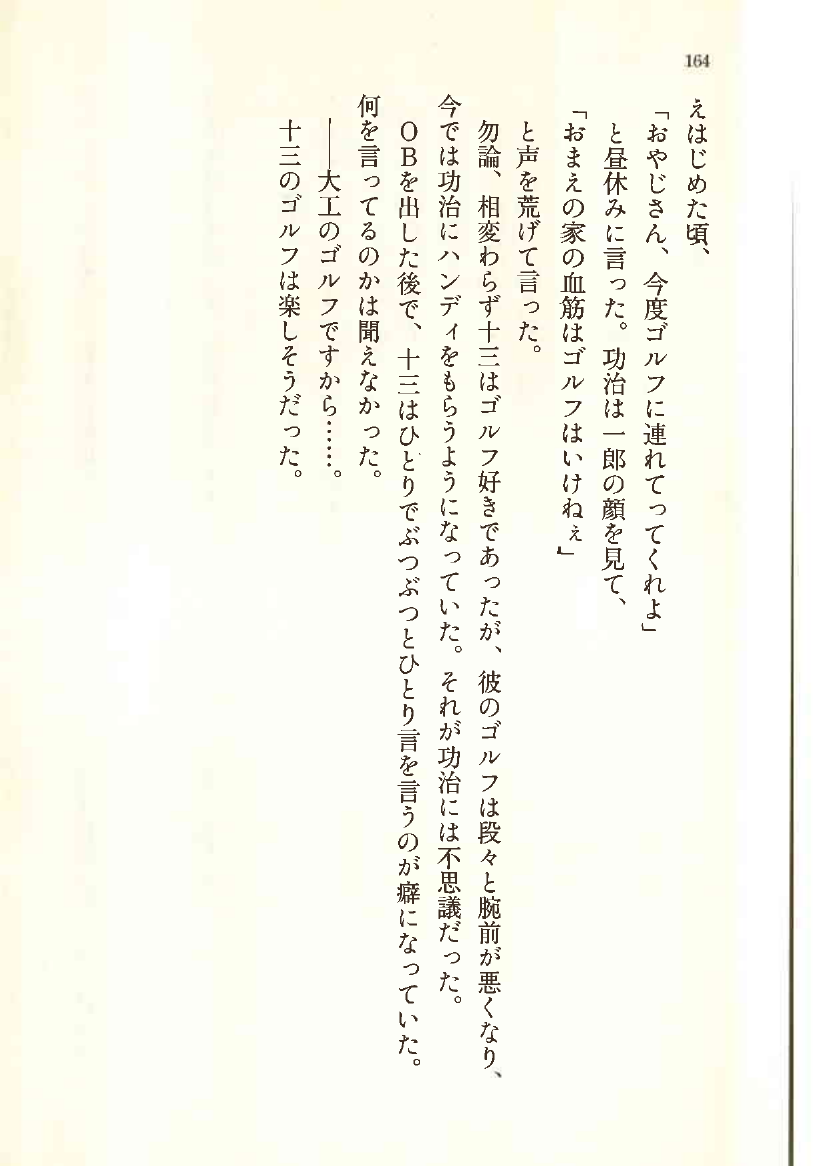 164
えはじめた頃、
「おやじさん、今度ゴルフに連れてってくれよ」
と昼休みに言った。功治は一郎の顔を見て、
「おまえの家の血筋はゴルフはいけねぇ」
と声を荒げて言った。
勿論、相変わらず十三はゴルフ好きであったが、彼のゴルフは段々と腕前が悪くなり、
今では功治にハンディをもらうようになっていた。それが功治には不思議だった。
ＯＢを出した後で、十三はひとりでぶつぶつとひとり言を言うのが癖になっていた。
何を言ってるのかは聞えなかった。
――大工のゴルフですから……。
十三のゴルフは楽しそうだった。